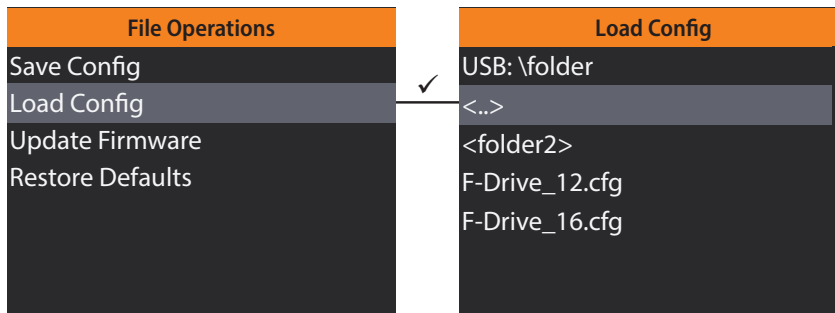 File Operations
Save Config
Load Config
Update Firmware
Restore Defaults
✓
Load Config
USB: \folder
<..>
<folder2>
F-Drive_12.cfg
F-Drive_16.cfg